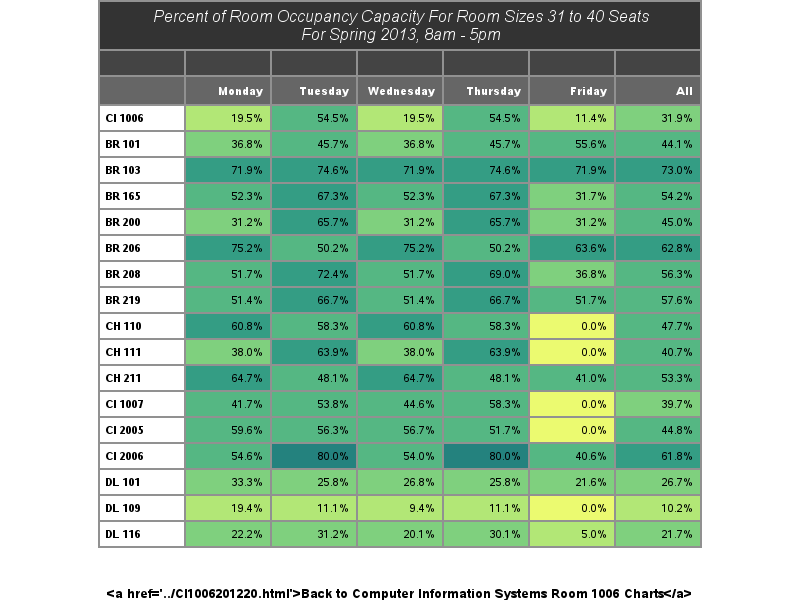 Percent of Room Occupancy Capacity For Room Sizes 31 to 40 Seats
For Spring 2013, 8am - 5pm
Monday Tuesday Wednesday Thursday Friday All
CI 1006 19.5% 54.5% 19.5% 54.5% 11.4% 31.9%
BR 101 36.8% 45.7% 36.8% 45.7% 55.6% 44.1%
BR 103 71.9% 74.6% 71.9% 74.6% 71.9% 73.0%
BR 165 52.3% 67.3% 52.3% 67.3% 31.7% 54.2%
BR 200 31.2% 65.7% 31.2% 65.7% 31.2% 45.0%
BR 206 75.2% 50.2% 75.2% 50.2% 63.6% 62.8%
BR 208 51.7% 72.4% 51.7% 69.0% 36.8% 56.3%
BR 219 51.4% 66.7% 51.4% 66.7% 51.7% 57.6%
CH 110 60.8% 58.3% 60.8% 58.3% 0.0% 47.7%
CH 111 38.0% 63.9% 38.0% 63.9% 0.0% 40.7%
CH 211 64.7% 48.1% 64.7% 48.1% 41.0% 53.3%
CI 1007 41.7% 53.8% 44.6% 58.3% 0.0% 39.7%
CI 2005 59.6% 56.3% 56.7% 51.7% 0.0% 44.8%
CI 2006 54.6% 80.0% 54.0% 80.0% 40.6% 61.8%
DL 101 33.3% 25.8% 26.8% 25.8% 21.6% 26.7%
DL 109 19.4% 11.1% 9.4% 11.1% 0.0% 10.2%
DL 116 22.2% 31.2% 20.1% 30.1% 5.0% 21.7%
&lt;a href='../CI1006201220.html'&gt;Back to Computer Information Systems Room 1006 Charts&lt;/a&gt;